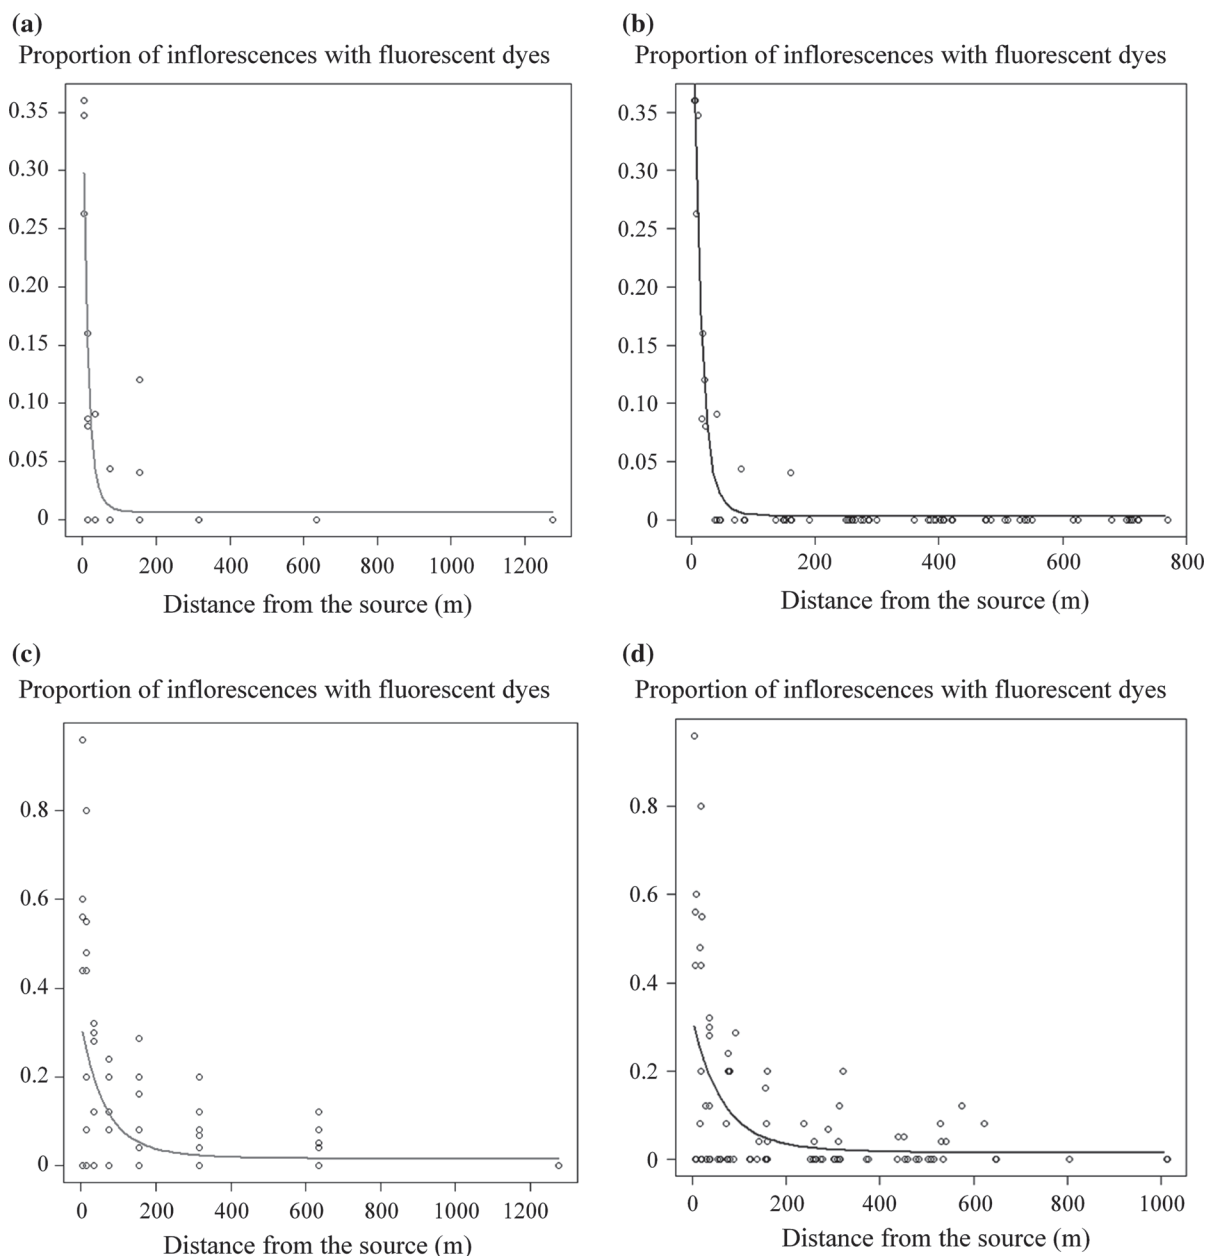 (a)
Proportion of inflorescences with fluorescent dyes
0.35
0.30
0.25
0.20
0.15
0.10
0.05
0
0 200 400 600 800 1000 1200
Distance from the source (m)
(b)
Proportion of inflorescences with fluorescent dyes
0.35
0.30
0.25
0.20
0.15
0.10
0.05
0
0 200 400 600 800
Distance from the source (m)
(c)
Proportion of inflorescences with fluorescent dyes
0.8
0.6
0.4
0.2
0
0 200 400 600 800 1000 1200
Distance from the source (m)
(d)
Proportion of inflorescences with fluorescent dyes
0.8
0.6
0.4
0.2
0
0 200 400 600 800 1000
Distance from the source (m)